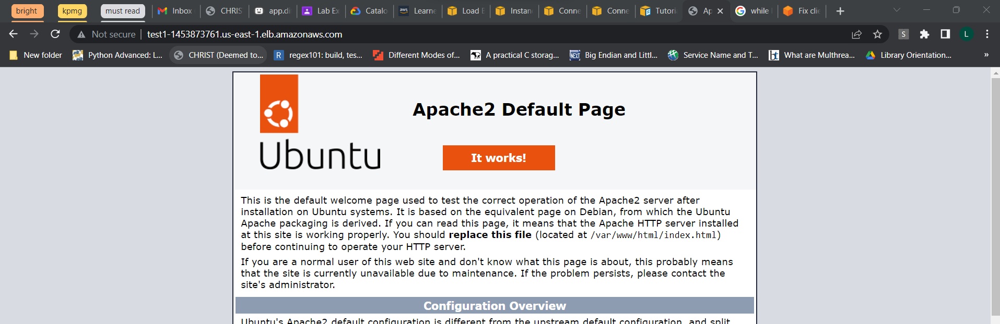 bright kpmg must read Inbox CHRIS app.di Lab Ex Catalo Learne Load Instan Conne Conne Tutori Ap while Fix clie
Not secure test1-1453873761.us-east-1.elb.amazonaws.com S L
New folder Python Advanced: L... CHRIST (Deemed to... R regex101: build, tes... Different Modes of... A practical C storag... NEXT Big Endian and Littl... Service Name and T... bt What are Multhrea... Library Orientation... »
Apache2 Default Page
Ubuntu
It works!
This is the default welcome page used to test the correct operation of the Apache2 server after
installation on Ubuntu systems. It is based on the equivalent page on Debian, from which the Ubuntu
Apache packaging is derived. If you can read this page, it means that the Apache HTTP server installed
at this site is working properly. You should replace this file (located at /var/www/html/index.html)
before continuing to operate your HTTP server.
If you are a normal user of this web site and don't know what this page is about, this probably means
that the site is currently unavailable due to maintenance. If the problem persists, please contact the
site's administrator.
Configuration Overview
Ubuntu's Apache2 default configuration is different from the upstream default configuration, and split